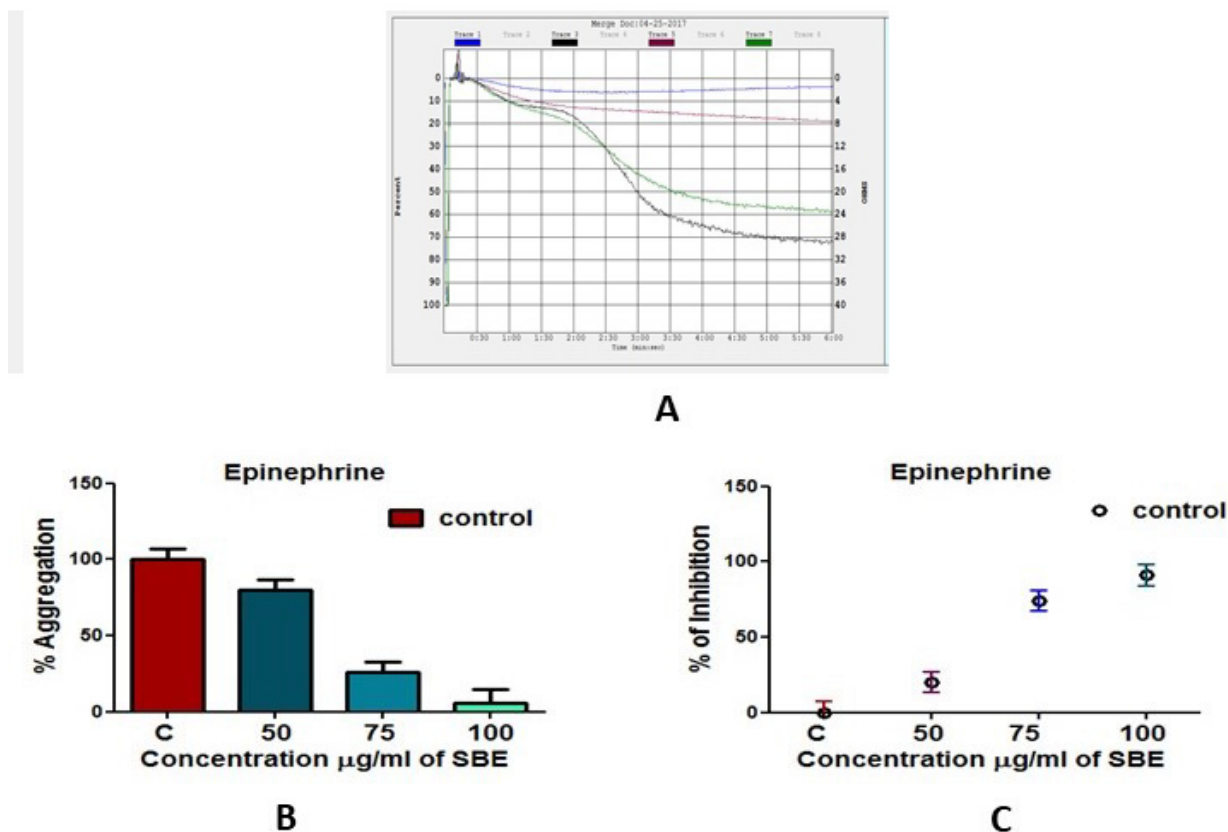 Merge Doc:04-25-2017
Trace 1 Trace 2 Trace 3 Trace 4 Trace 5 Trace 6 Trace 7 Trace 8
0 0
10 4
20 8
30 12
40 16
50 20
60 24
70 28
80 32
90 36
100 40
Percent
OHMS
0:30 1:00 1:30 2:00 2:30 3:00 3:30 4:00 4:30 5:00 5:30 6:00
Time (min:sec)
A
Epinephrine
control
% Aggregation
150
100
50
0
C 50 75 100
Concentration μg/ml of SBE
B
Epinephrine
control
% of Inhibition
150
100
50
0
C 50 75 100
Concentration μg/ml of SBE
C